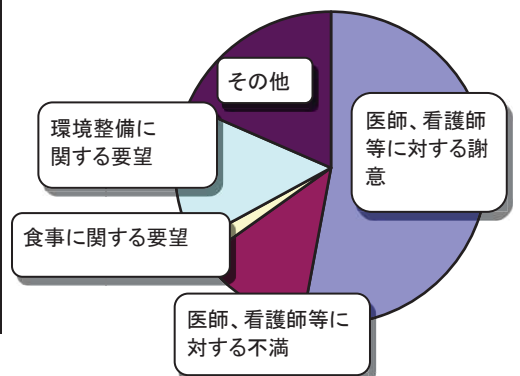 その他
環境整備に
関する要望
医師、看護師
等に対する謝
意
食事に関する要望
医師、看護師等に
対する不満